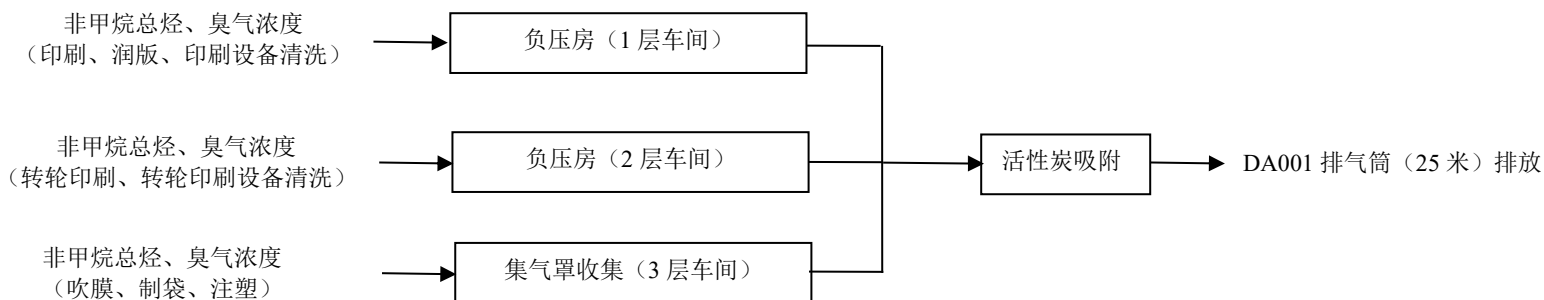 非甲烷总烃、臭气浓度
（印刷、润版、印刷设备清洗）
负压房（1 层车间）
非甲烷总烃、臭气浓度
（转轮印刷、转轮印刷设备清洗）
负压房（2 层车间）
活性炭吸附
DA001 排气筒（25 米）排放
非甲烷总烃、臭气浓度
（吹膜、制袋、注塑）
集气罩收集（3 层车间）